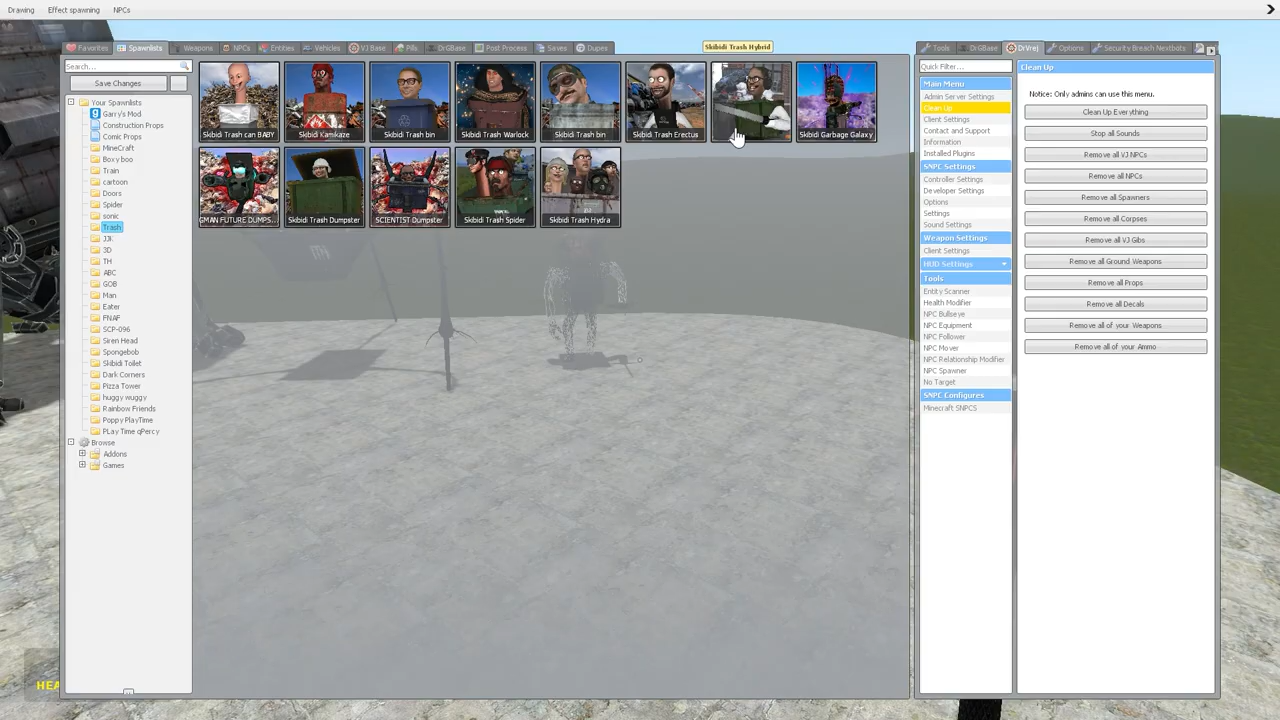 Drawing
Effect spawning
NPCs
Favorites
Spawnlists
Weapons
NPCs
Entities
Vehicles
VJ Base
Pills
DrGBase
Post Process
Saves
Dupes
Skibidi Trash Hybrid
Tools
DrGBase
DrVrej
Options
Security Breach Nextbots
Search...
Save Changes
Your Spawnlists
Garry's Mod
Construction Props
Comic Props
MineCraft
Boxy boo
Train
cartoon
Doors
Spider
sonic
Trash
JJK
3D
TH
ABC
GOB
Man
Eater
FNAF
SCP-096
Siren Head
Spongebob
Skibidi Toilet
Dark Corners
Pizza Tower
huggy wuggy
Rainbow Friends
Poppy PlayTime
PLay Time qPercy
Browse
Addons
Games
Skibidi Trash can BABY
Skibidi Kamikaze
Skibidi Trash bin
Skibidi Trash Warlock
Skibidi Trash bin
Skibidi Trash Erectus
Skibidi Garbage Galaxy
GMAN FUTURE DUMPS...
Skibidi Trash Dumpster
SCIENTIST Dumpster
Skibidi Trash Spider
Skibidi Trash Hydra
Quick Filter...
Main Menu
Admin Server Settings
Clean Up
Client Settings
Contact and Support
Information
Installed Plugins
SNPC Settings
Controller Settings
Developer Settings
Options
Settings
Sound Settings
Weapon Settings
Client Settings
HUD Settings
Tools
Entity Scanner
Health Modifier
NPC Bullseye
NPC Equipment
NPC Follower
NPC Mover
NPC Relationship Modifier
NPC Spawner
No Target
SNPC Configures
Minecraft SNPCS
Clean Up
Notice: Only admins can use this menu.
Clean Up Everything
Stop all Sounds
Remove all VJ NPCs
Remove all NPCs
Remove all Spawners
Remove all Corpses
Remove all VJ Gibs
Remove all Ground Weapons
Remove all Props
Remove all Decals
Remove all of your Weapons
Remove all of your Ammo
HEA